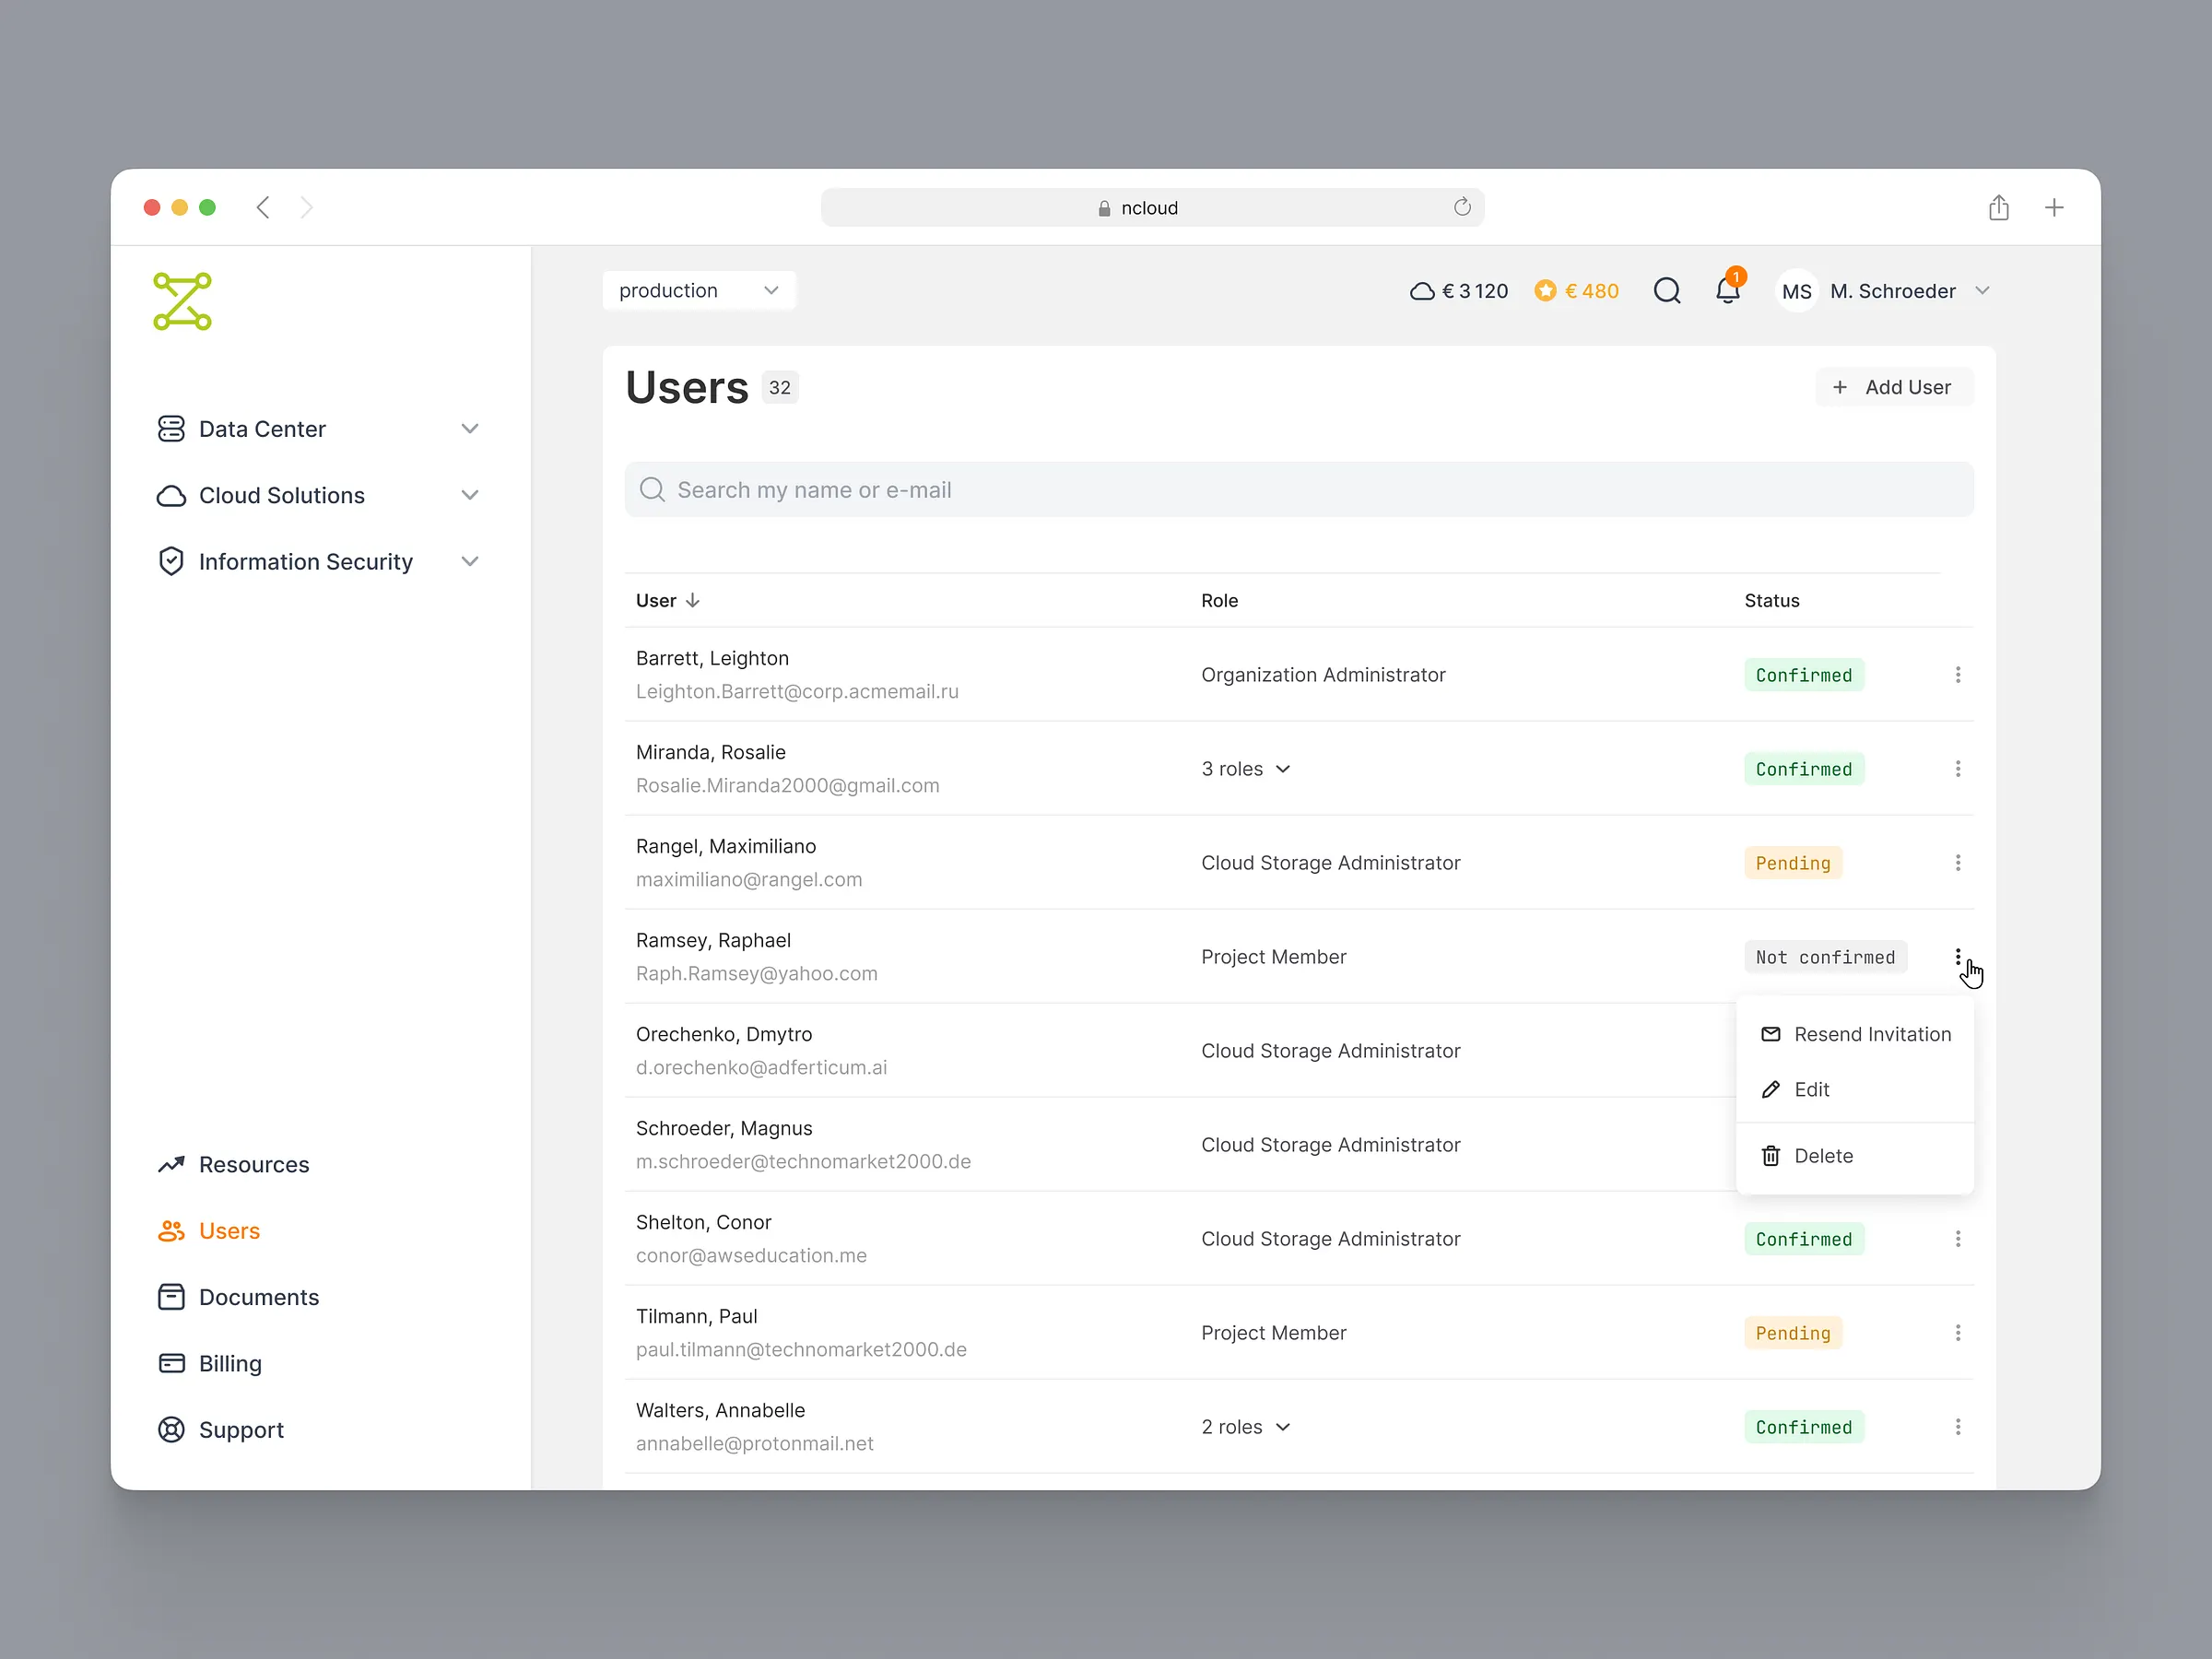 ncloud
production
€ 3 120
€ 480
1
MS
M. Schroeder
Data Center
Cloud Solutions
Information Security
Resources
Users
Documents
Billing
Support
Users 32
+ Add User
Search my name or e-mail
User Role Status
Barrett, Leighton
Leighton.Barrett@corp.acmemail.ru
Organization Administrator
Confirmed
Miranda, Rosalie
Rosalie.Miranda2000@gmail.com
3 roles
Confirmed
Rangel, Maximiliano
maximiliano@rangel.com
Cloud Storage Administrator
Pending
Ramsey, Raphael
Raph.Ramsey@yahoo.com
Project Member
Not confirmed
Resend Invitation
Edit
Delete
Orechenko, Dmytro
d.orechenko@adferticum.ai
Cloud Storage Administrator
Schroeder, Magnus
m.schroeder@technomarket2000.de
Cloud Storage Administrator
Shelton, Conor
conor@awseducation.me
Cloud Storage Administrator
Confirmed
Tilmann, Paul
paul.tilmann@technomarket2000.de
Project Member
Pending
Walters, Annabelle
annabelle@protonmail.net
2 roles
Confirmed